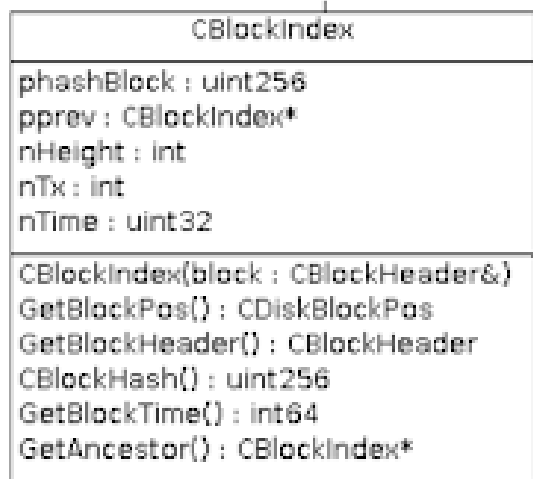 CBlockIndex
phashBlock : uint256
pprev : CBlockIndex*
nHeight : int
nTx : int
nTime : uint32
CBlockIndex(block : CBlockHeader&)
GetBlockPos() : CDiskBlockPos
GetBlockHeader() : CBlockHeader
CBlockHash() : uint256
GetBlockTime() : int64
GetAncestor() : CBlockIndex*